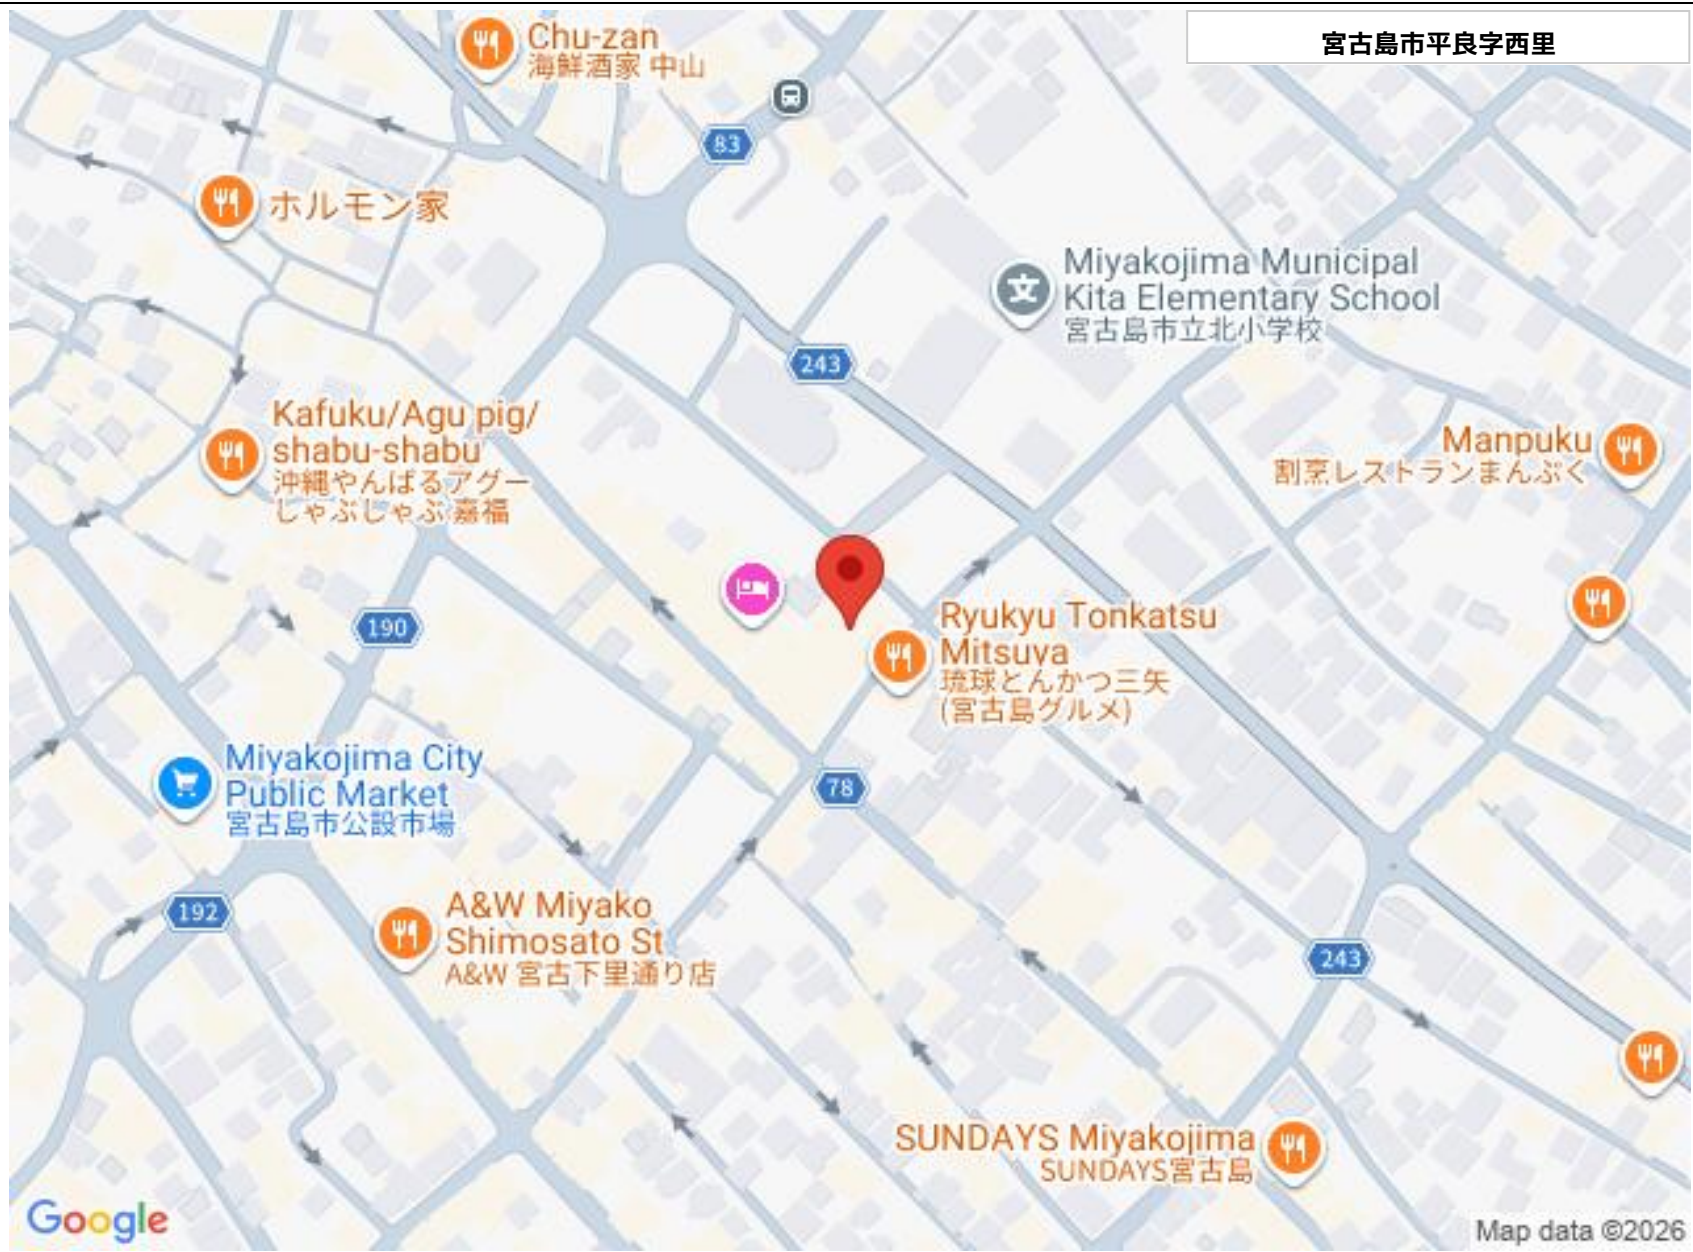 宮古島市平良字西里
Chu-zan
海鮮酒家 中山
83
ホルモン家
Miyakojima Municipal
Kita Elementary School
宮古島市立北小学校
243
Kafuku/Agu pig/
shabu-shabu
沖縄やんばるアグー
しゃぶしゃぶ 嘉福
Manpuku
割烹レストランまんぷく
190
Ryukyu Tonkatsu
Mitsuya
琉球とんかつ三矢
(宮古島グルメ)
Miyakojima City
Public Market
宮古島市公設市場
78
192
A&W Miyako
Shimosato St
A&W 宮古下里通り店
243
SUNDAYS Miyakojima
SUNDAYS宮古島
Google
Map data ©2026